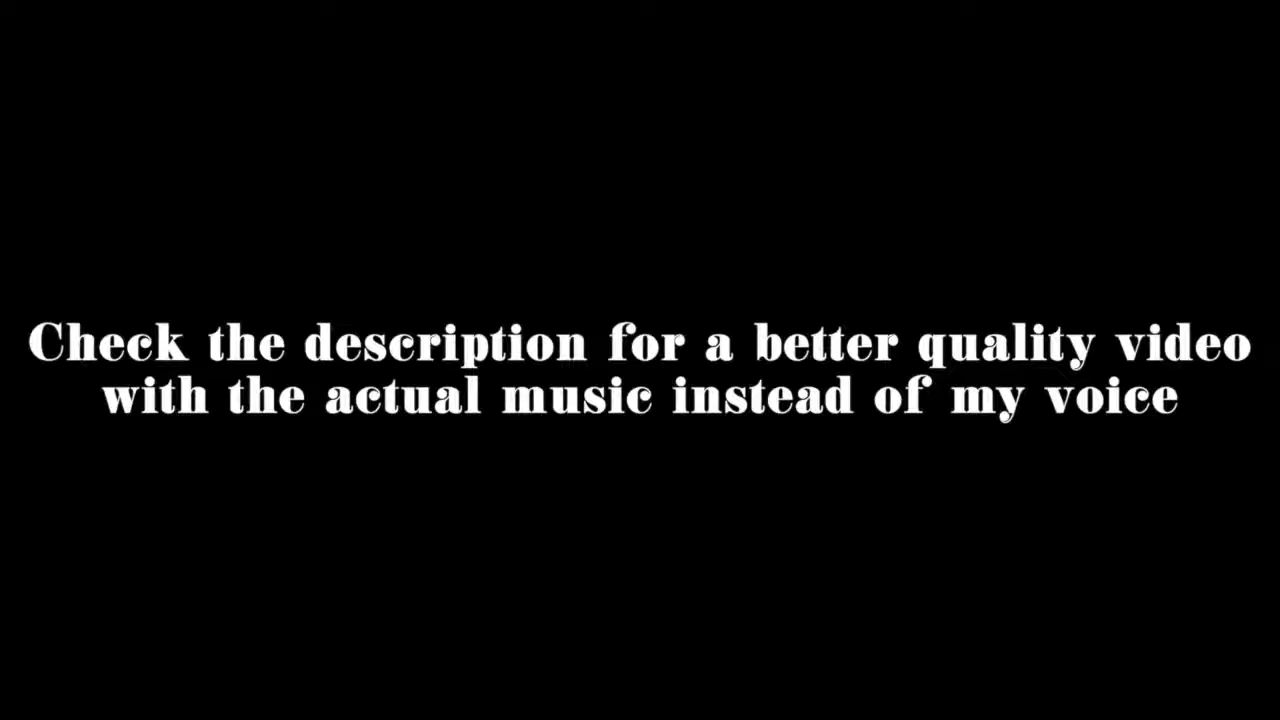 Check the description for a better quality video
with the actual music instead of my voice